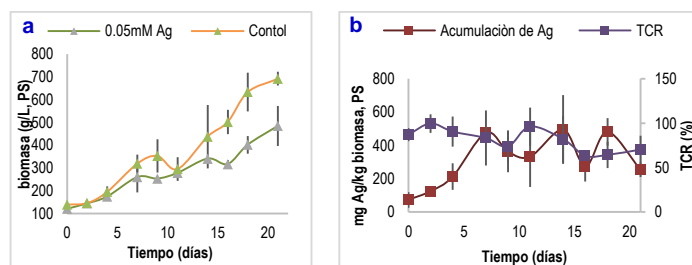 a
0.05mM Ag
Contol
biomasa (g/L, PS)
800
700
600
500
400
300
200
100
0
5
10
15
20
Tiempo (días)
b
Acumulaciòn de Ag
TCR
mg Ag/kg biomasa, PS
800
600
400
200
0
150
100
50
0
TCR (%)
0
5
10
15
20
Tiempo (días)